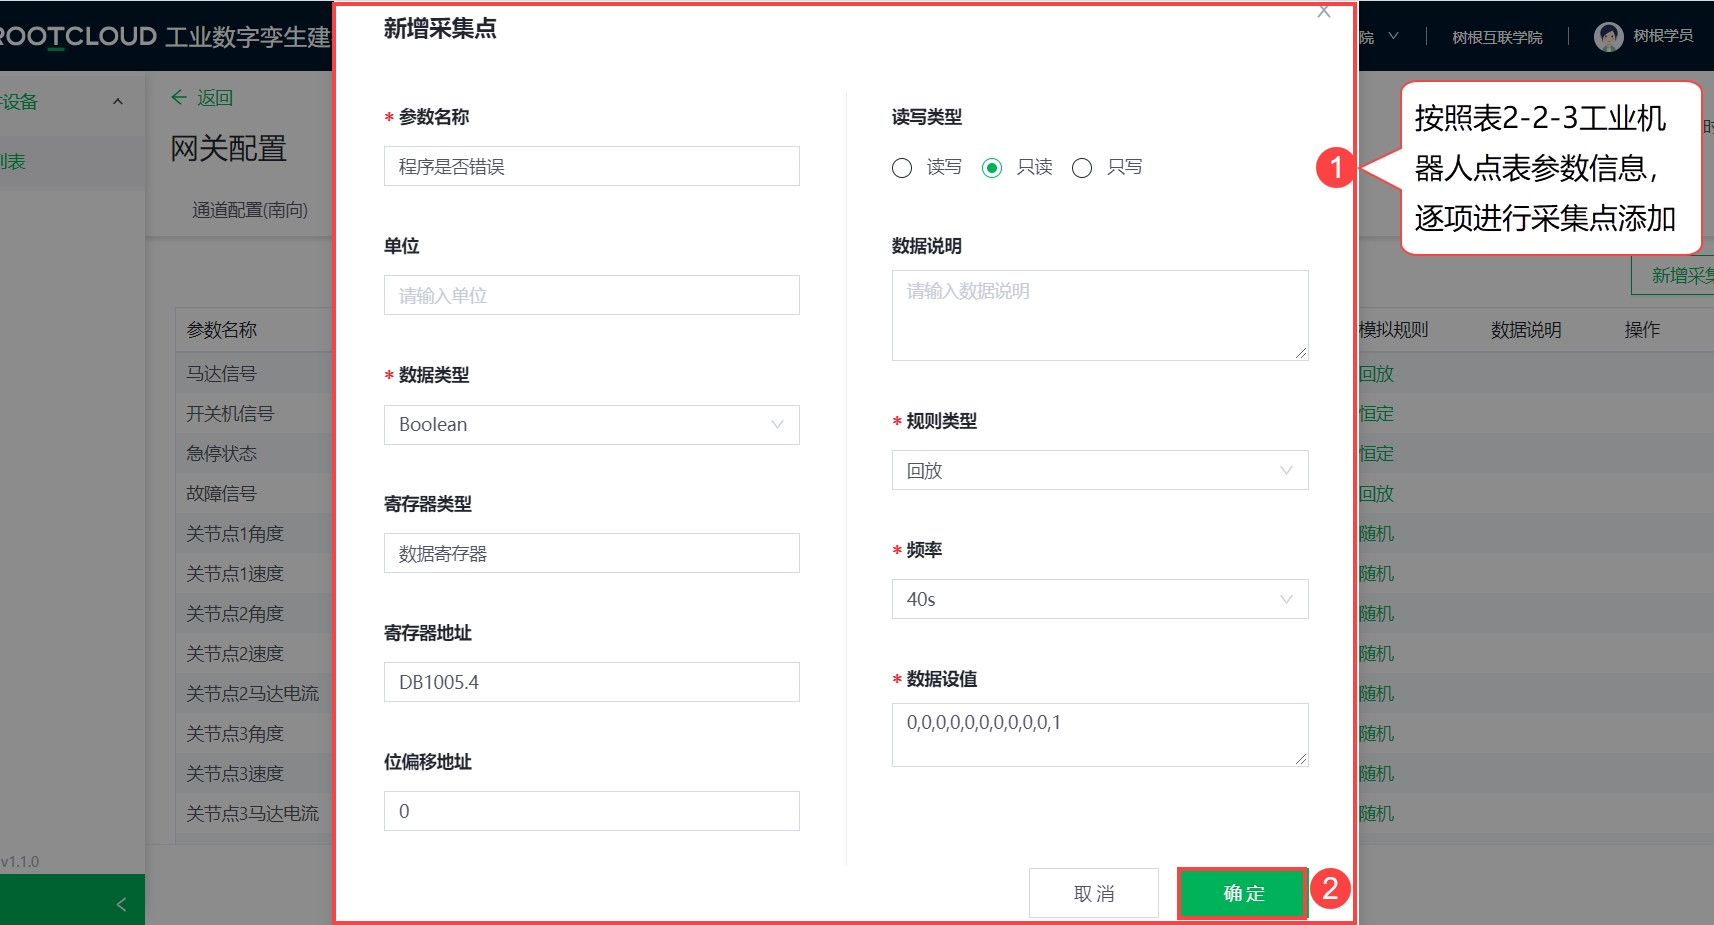 ROOTCLOUD 工业数字孪生建
院
树根互联学院
树根学员
设备
列表
返回
网关配置
通道配置(南向)
新增采集
参数名称
马达信号
开关机信号
急停状态
故障信号
关节点1角度
关节点1速度
关节点2角度
关节点2速度
关节点2马达电流
关节点3角度
关节点3速度
关节点3马达电流
模拟规则
数据说明
操作
回放
恒定
恒定
回放
随机
随机
随机
随机
随机
随机
随机
随机
v1.1.0
新增采集点
* 参数名称
程序是否错误
单位
请输入单位
* 数据类型
Boolean
寄存器类型
数据寄存器
寄存器地址
DB1005.4
位偏移地址
0
读写类型
读写
只读
只写
数据说明
请输入数据说明
* 规则类型
回放
* 频率
40s
* 数据设值
0,0,0,0,0,0,0,0,0,0,1
取 消
确 定
1
按照表2-2-3工业机
器人点表参数信息，
逐项进行采集点添加
2